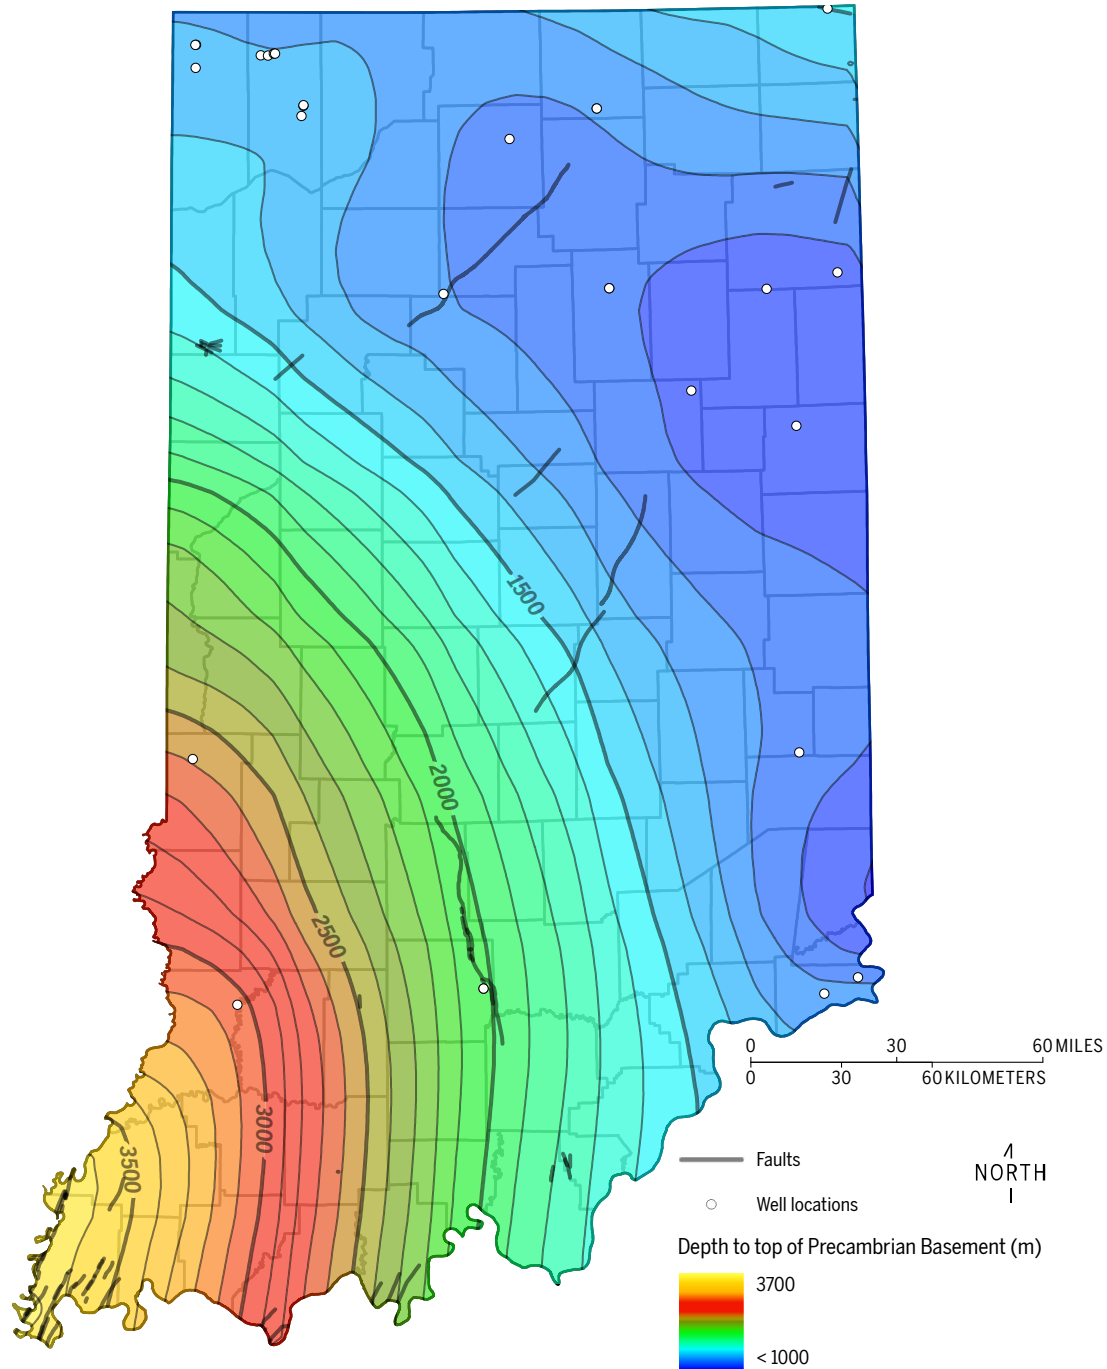 1500
2000
2500
3000
3500
0 30 60 MILES
0 30 60 KILOMETERS
NORTH
Faults
Well locations
Depth to top of Precambrian Basement (m)
3700
< 1000